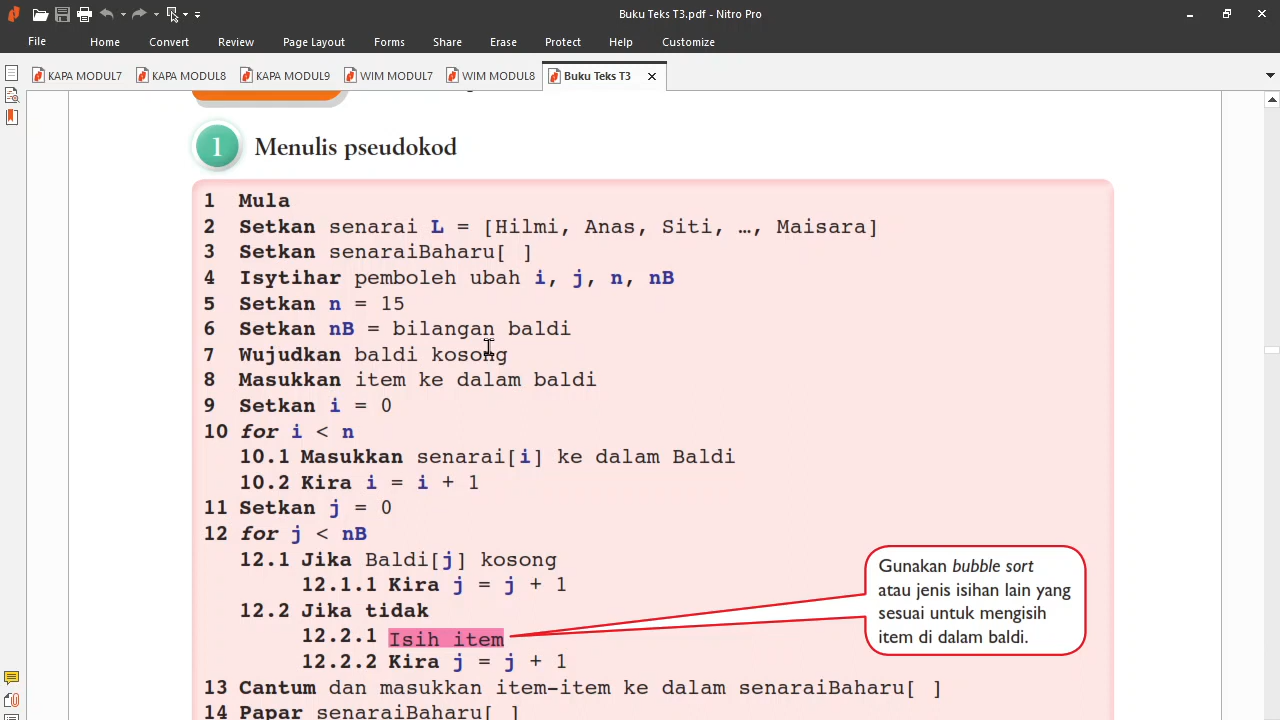 Buku Teks T3.pdf - Nitro Pro
File Home Convert Review Page Layout Forms Share Erase Protect Help Customize
KAPA MODUL7 KAPA MODUL8 KAPA MODUL9 WIM MODUL7 WIM MODUL8 Buku Teks T3
1 Menulis pseudokod
1 Mula
2 Setkan senarai L = [Hilmi, Anas, Siti, …, Maisara]
3 Setkan senaraiBaharu[ ]
4 Isytihar pemboleh ubah i, j, n, nB
5 Setkan n = 15
6 Setkan nB = bilangan baldi
7 Wujudkan baldi kosong
8 Masukkan item ke dalam baldi
9 Setkan i = 0
10 for i < n
10.1 Masukkan senarai[i] ke dalam Baldi
10.2 Kira i = i + 1
11 Setkan j = 0
12 for j < nB
12.1 Jika Baldi[j] kosong
12.1.1 Kira j = j + 1
12.2 Jika tidak
12.2.1 Isih item
12.2.2 Kira j = j + 1
13 Cantum dan masukkan item-item ke dalam senaraiBaharu[ ]
14 Papar senaraiBaharu[ ]
Gunakan bubble sort
atau jenis isihan lain yang
sesuai untuk mengisih
item di dalam baldi.